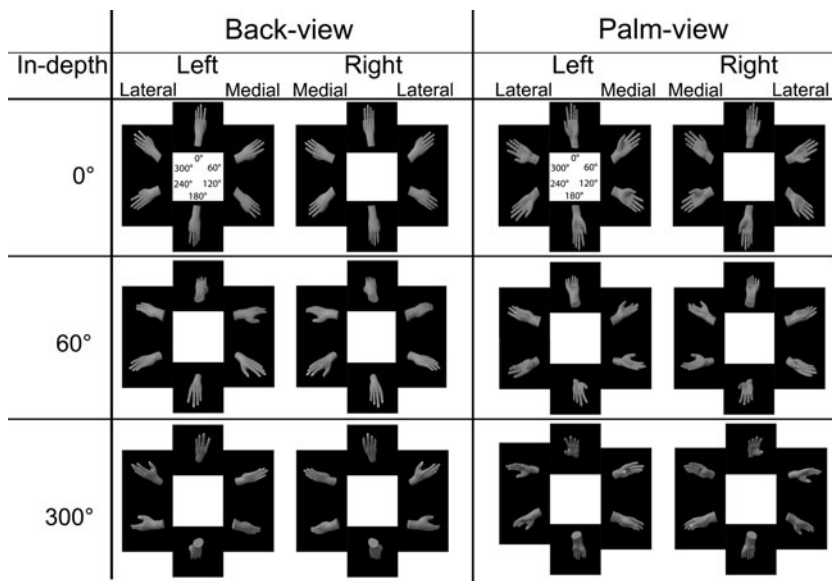 Back-view Palm-view
In-depth Left Right Left Right
Lateral Medial Medial Lateral Lateral Medial Medial Lateral
0°
0° 0°
300° 60° 300° 60°
240° 120° 240° 120°
180° 180°
60°
300°